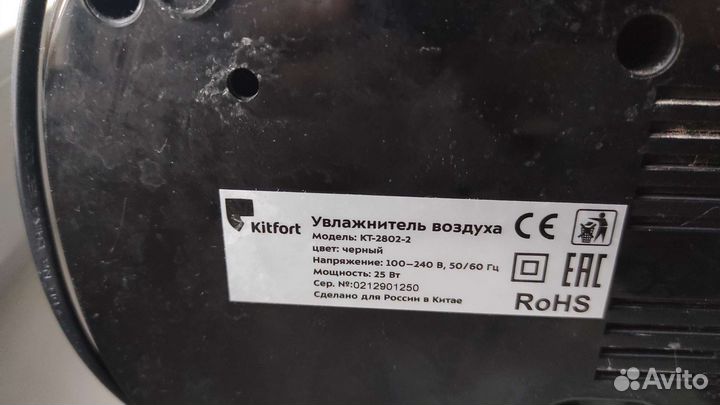 Kitfort
Увлажнитель воздуха
Модель: КТ-2802-2
цвет: черный
Напряжение: 100–240 В, 50/60 Гц
Мощность: 25 Вт
Сер. №:0212901250
Сделано для России в Китае
CE
EAC
RoHS
Avito